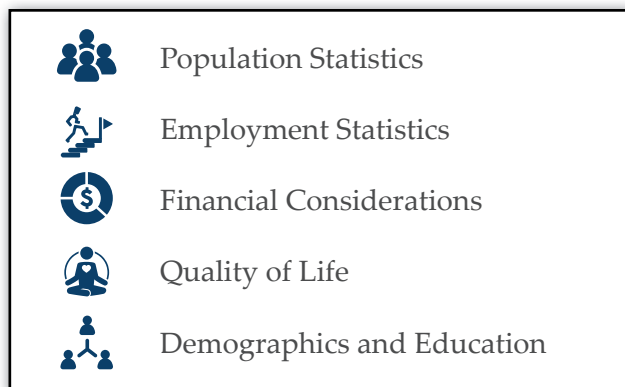 Population Statistics
Employment Statistics
$
Financial Considerations
Quality of Life
Demographics and Education